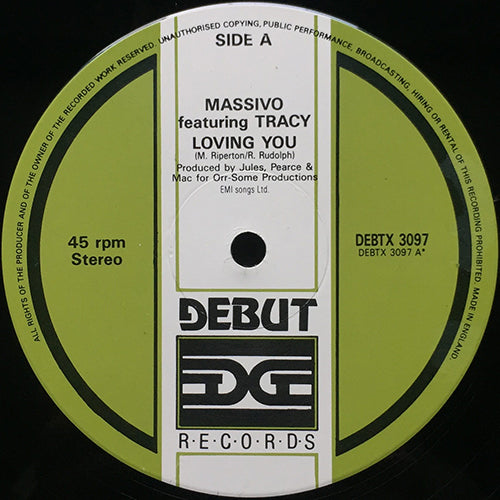 ALL RIGHTS OF THE PRODUCER AND OF THE OWNER OF THE RECORDED WORK RESERVED. UNAUTHORISED COPYING, PUBLIC PERFORMANCE, BROADCASTING, HIRING OR RENTAL OF THIS RECORDING PROHIBITED. MADE IN ENGLAND.
SIDE A
MASSIVO
featuring TRACY
LOVING YOU
(M. Riperton/R. Rudolph)
Produced by Jules, Pearce &
Mac for Orr-Some Productions
EMI songs Ltd.
45 rpm
Stereo
DEBTX 3097
DEBTX 3097 A*
DEBUT
R·E·C·O·R·D·S